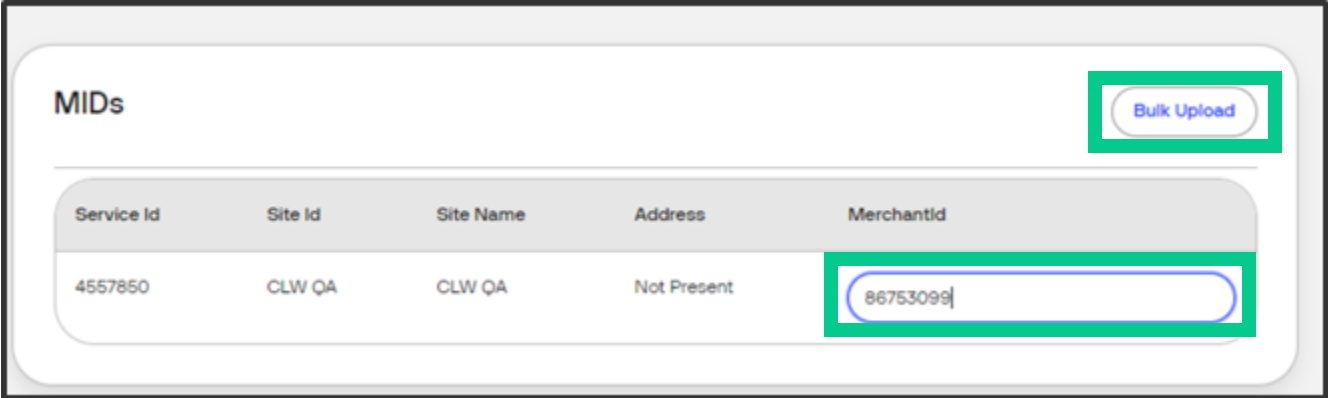 MIDs
Bulk Upload
Service Id Site Id Site Name Address MerchantId
4557850 CLW QA CLW QA Not Present 86753099